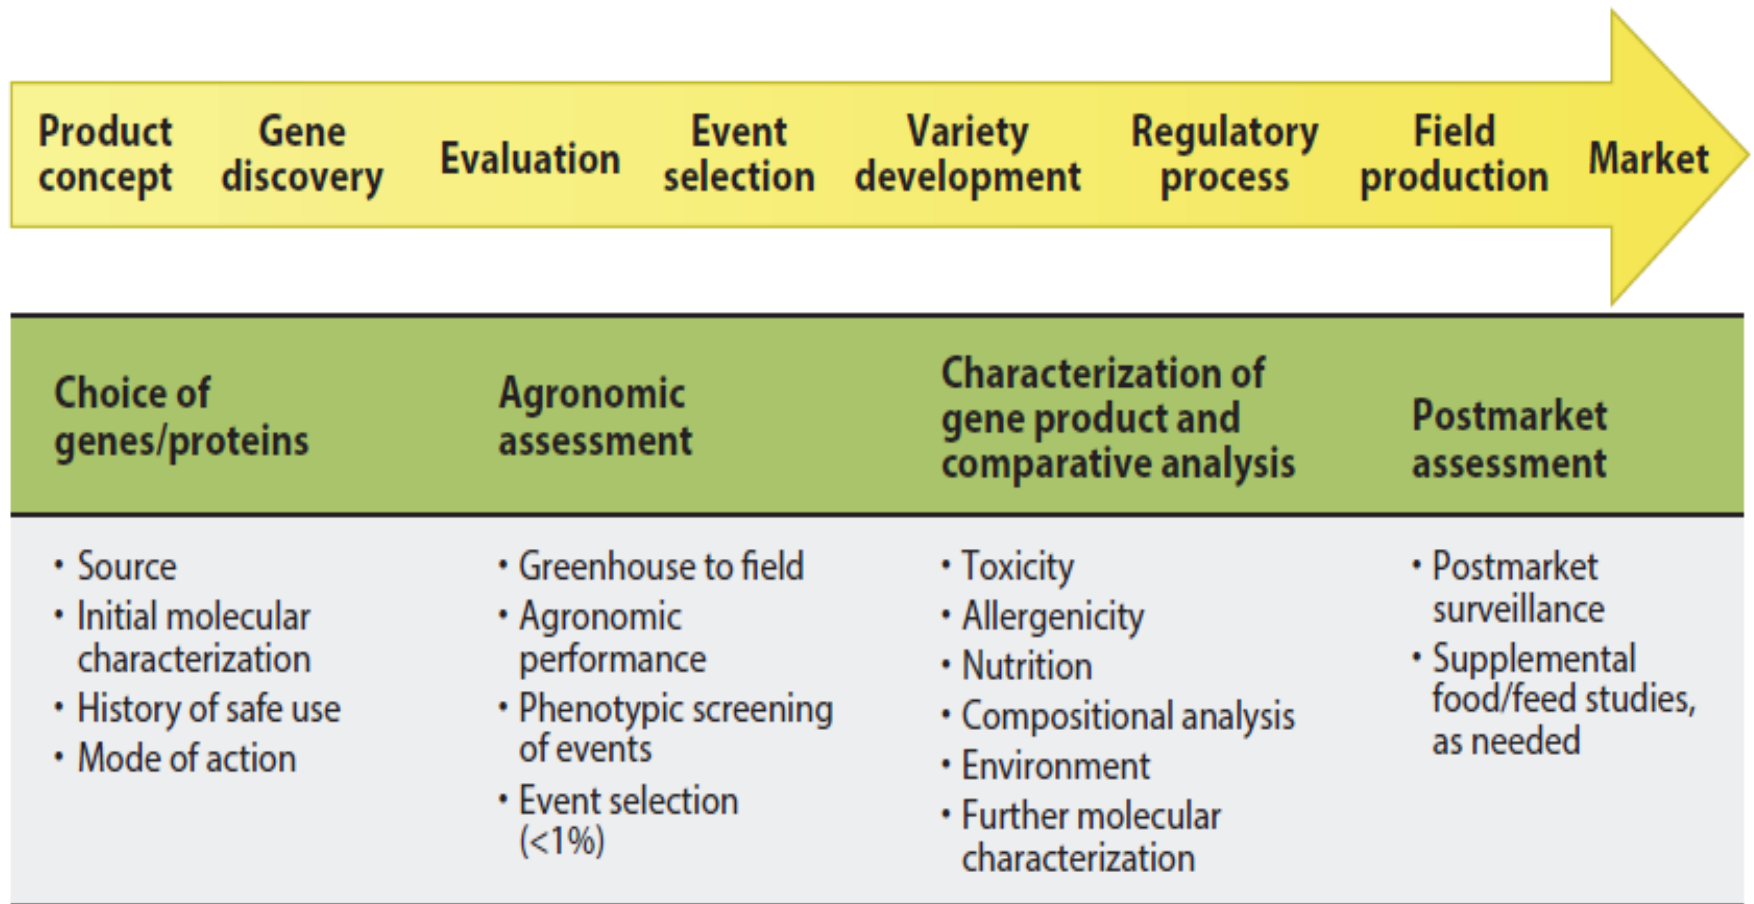 Product
concept
Gene
discovery
Evaluation
Event
selection
Variety
development
Regulatory
process
Field
production
Market
Choice of
genes/proteins
Agronomic
assessment
Characterization of
gene product and
comparative analysis
Postmarket
assessment
• Source
• Initial molecular
characterization
• History of safe use
• Mode of action
• Greenhouse to field
• Agronomic
performance
• Phenotypic screening
of events
• Event selection
(<1%)
• Toxicity
• Allergenicity
• Nutrition
• Compositional analysis
• Environment
• Further molecular
characterization
• Postmarket
surveillance
• Supplemental
food/feed studies,
as needed